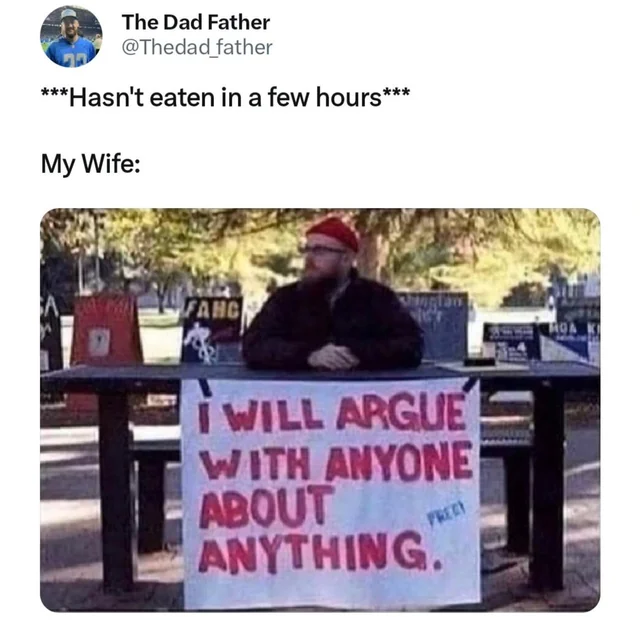 The Dad Father
@Thedad_father
***Hasn't eaten in a few hours***
My Wife:
FAHC
I WILL ARGUE
WITH ANYONE
ABOUT
FREE!
ANYTHING.